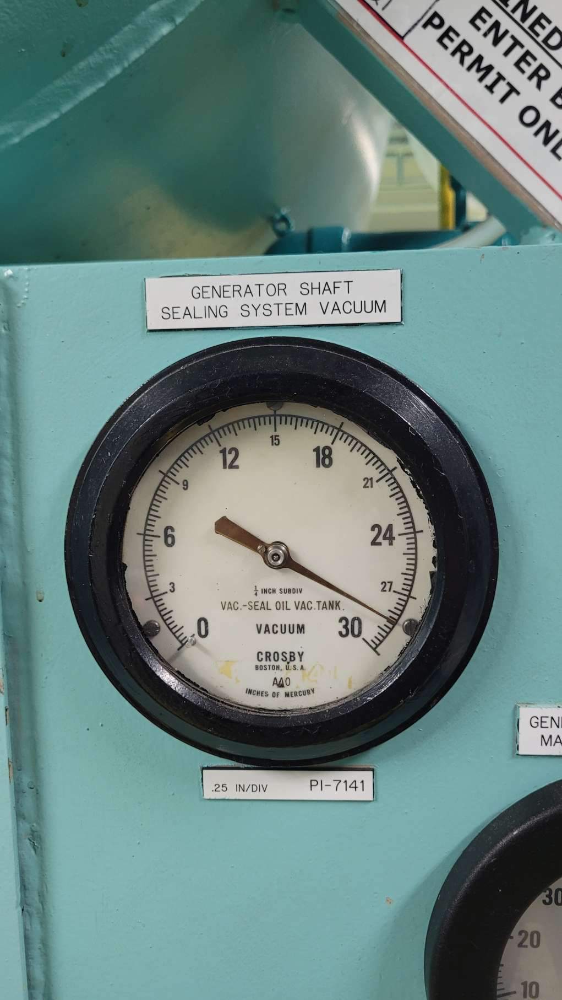 ENTER B
PERMIT ONL
GENERATOR SHAFT
SEALING SYSTEM VACUUM
0
3
6
9
12
15
18
21
24
27
30
1/4 INCH SUBDIV
VAC.-SEAL OIL VAC.TANK.
VACUUM
CROSBY
BOSTON, U.S.A.
AAO
INCHES OF MERCURY
.25 IN/DIV PI-7141
GEN
MA
30
20
10